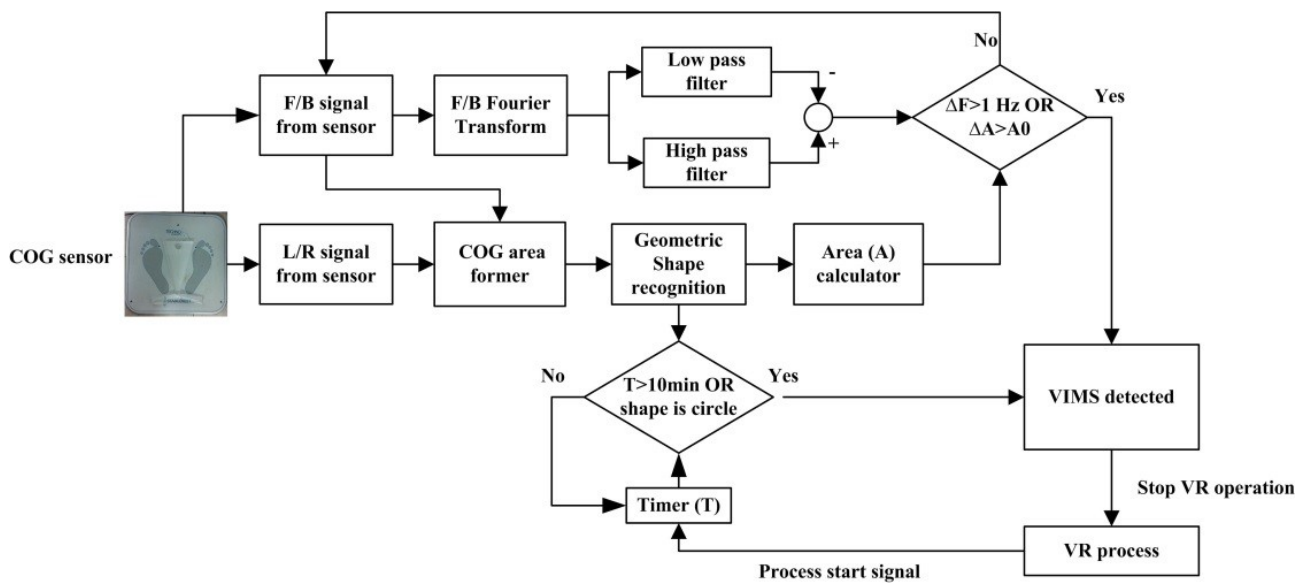 No
Low pass
filter
-
F/B signal
from sensor
F/B Fourier
Transform
ΔF>1 Hz OR
ΔA>A0
Yes
+
High pass
filter
COG sensor
L/R signal
from sensor
COG area
former
Geometric
Shape
recognition
Area (A)
calculator
No
T>10min OR
shape is circle
Yes
VIMS detected
Timer (T)
Stop VR operation
VR process
Process start signal